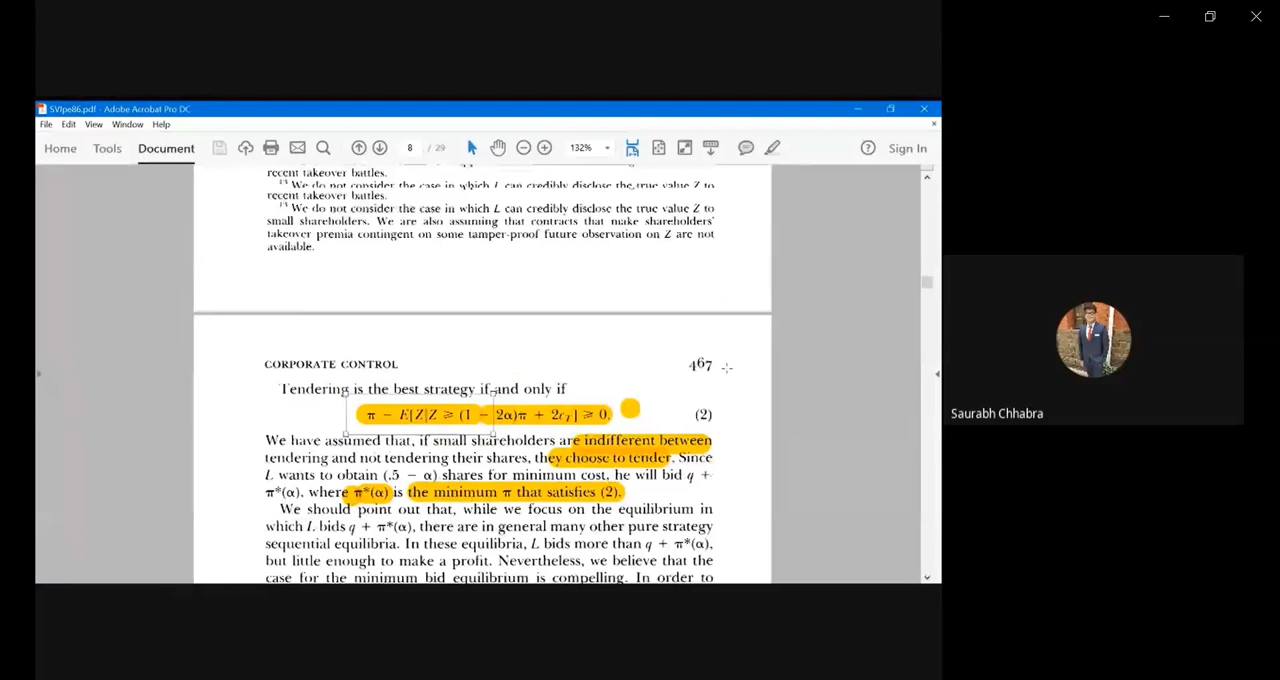 SVIpe86.pdf - Adobe Acrobat Pro DC
File Edit View Window Help
Home Tools Document 8 / 29 132% Sign In
recent takeover battles.
We do not consider the case in which L can credibly disclose the true value Z to
recent takeover battles.
We do not consider the case in which L can credibly disclose the true value Z to
small shareholders. We are also assuming that contracts that make shareholders'
takeover premia contingent on some tamper-proof future observation on Z are not
available.
CORPORATE CONTROL 467
Tendering is the best strategy if and only if
π − E[Z|Z ≥ (1 − 2α)π + 2c_T] ≥ 0. (2)
We have assumed that, if small shareholders are indifferent between
tendering and not tendering their shares, they choose to tender. Since
L wants to obtain (.5 − α) shares for minimum cost, he will bid q +
π*(α), where π*(α) is the minimum π that satisfies (2).
We should point out that, while we focus on the equilibrium in
which L bids q + π*(α), there are in general many other pure strategy
sequential equilibria. In these equilibria, L bids more than q + π*(α),
but little enough to make a profit. Nevertheless, we believe that the
case for the minimum bid equilibrium is compelling. In order to
Saurabh Chhabra